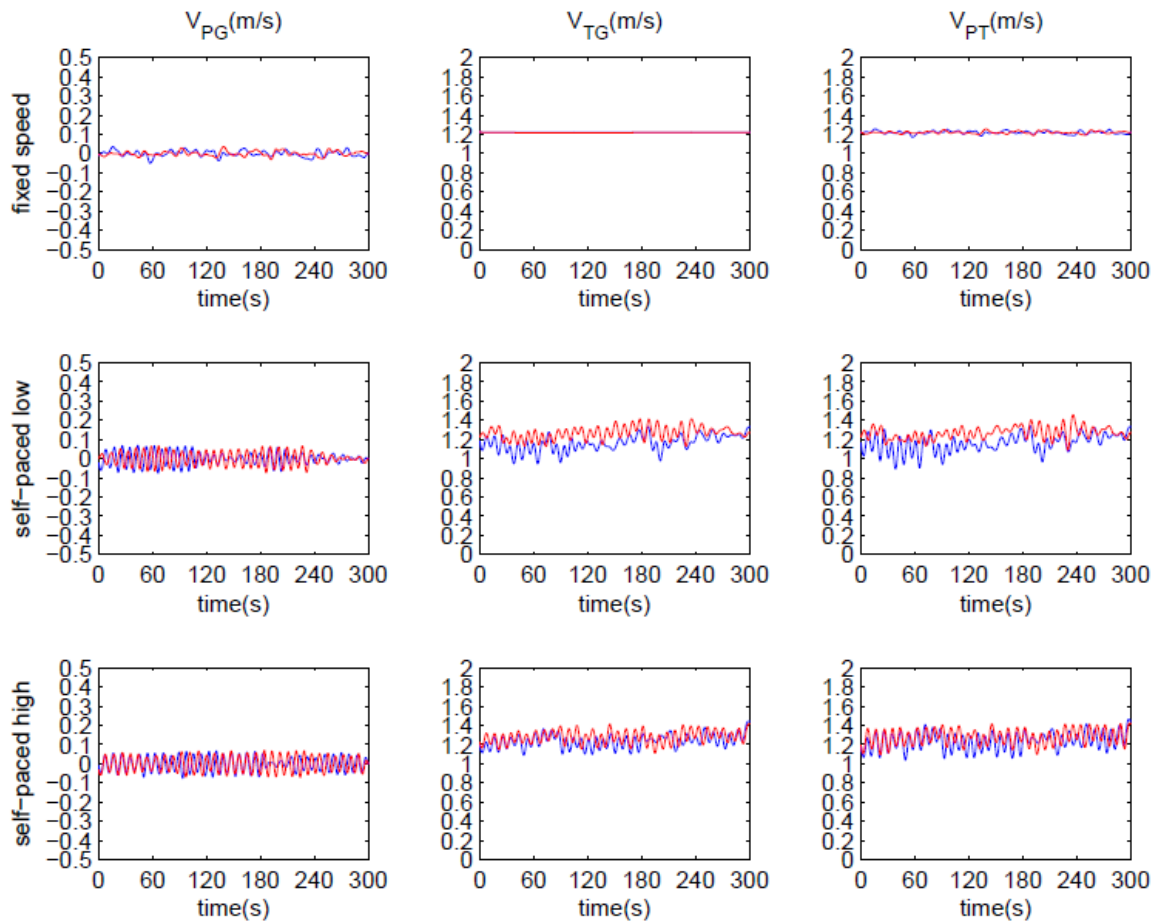 V_PG(m/s) V_TG(m/s) V_PT(m/s)
fixed speed
0.5 2 2
0.4 1.8 1.8
0.3 1.6 1.6
0.2 1.4 1.4
0.1 1.2 1.2
0 1 1
−0.1 0.8 0.8
−0.2 0.6 0.6
−0.3 0.4 0.4
−0.4 0.2 0.2
−0.5 0 0
0 60 120 180 240 300 0 60 120 180 240 300 0 60 120 180 240 300
time(s) time(s) time(s)
self-paced low
0.5 2 2
0.4 1.8 1.8
0.3 1.6 1.6
0.2 1.4 1.4
0.1 1.2 1.2
0 1 1
−0.1 0.8 0.8
−0.2 0.6 0.6
−0.3 0.4 0.4
−0.4 0.2 0.2
−0.5 0 0
0 60 120 180 240 300 0 60 120 180 240 300 0 60 120 180 240 300
time(s) time(s) time(s)
self-paced high
0.5 2 2
0.4 1.8 1.8
0.3 1.6 1.6
0.2 1.4 1.4
0.1 1.2 1.2
0 1 1
−0.1 0.8 0.8
−0.2 0.6 0.6
−0.3 0.4 0.4
−0.4 0.2 0.2
−0.5 0 0
0 60 120 180 240 300 0 60 120 180 240 300 0 60 120 180 240 300
time(s) time(s) time(s)